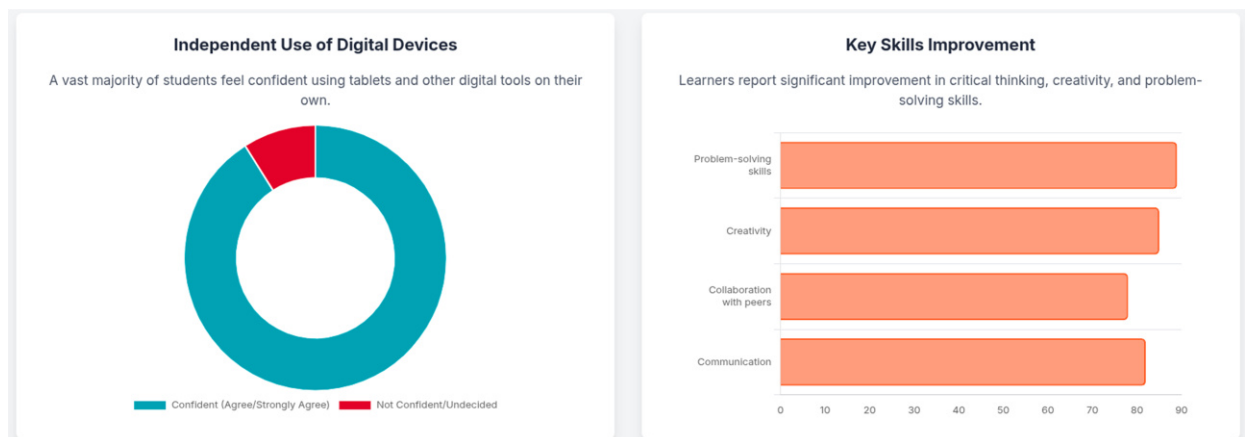 Independent Use of Digital Devices
A vast majority of students feel confident using tablets and other digital tools on their
own.
Confident (Agree/Strongly Agree)
Not Confident/Undecided
Key Skills Improvement
Learners report significant improvement in critical thinking, creativity, and problem-
solving skills.
Problem-solving
skills
Creativity
Collaboration
with peers
Communication
0 10 20 30 40 50 60 70 80 90